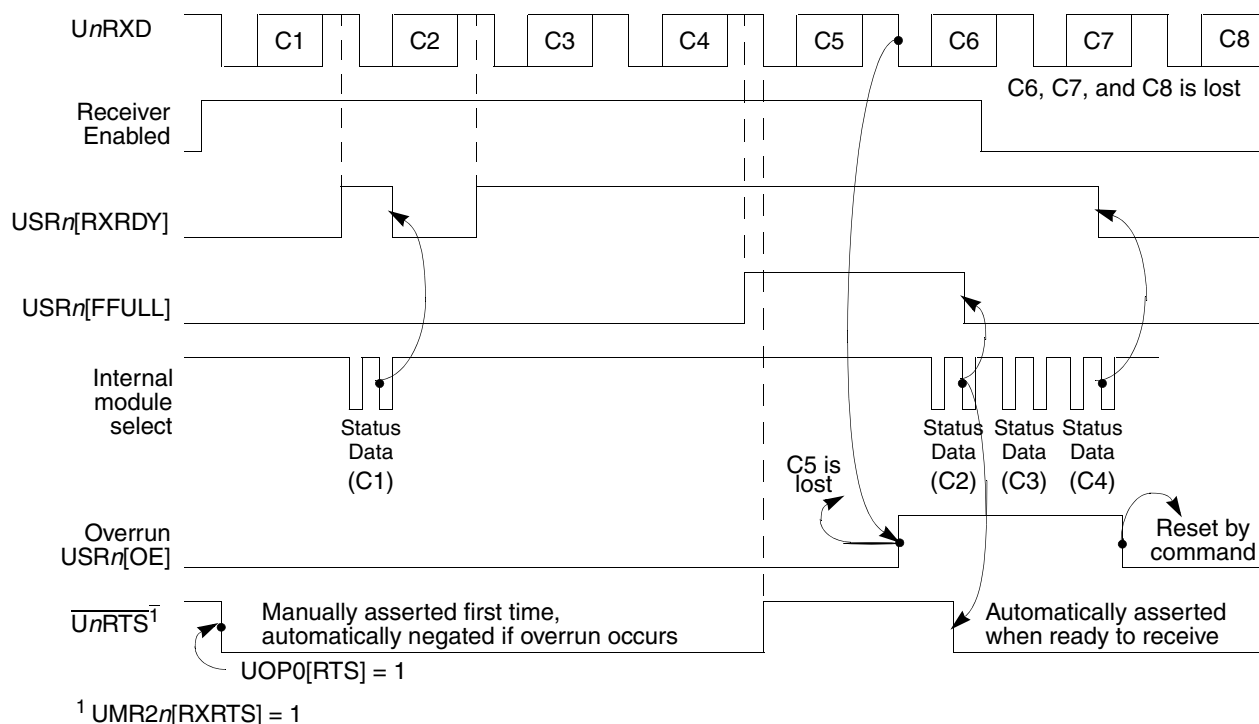 UnRXD
C1
C2
C3
C4
C5
C6
C7
C8
C6, C7, and C8 is lost
Receiver
Enabled
USRn[RXRDY]
USRn[FFULL]
Internal
module
select
Status
Data
(C1)
Status
Data
(C2)
Status
Data
(C3)
Status
Data
(C4)
C5 is
lost
Overrun
USRn[OE]
Reset by
command
UnRTS1
Manually asserted first time,
automatically negated if overrun occurs
Automatically asserted
when ready to receive
UOP0[RTS] = 1
1 UMR2n[RXRTS] = 1